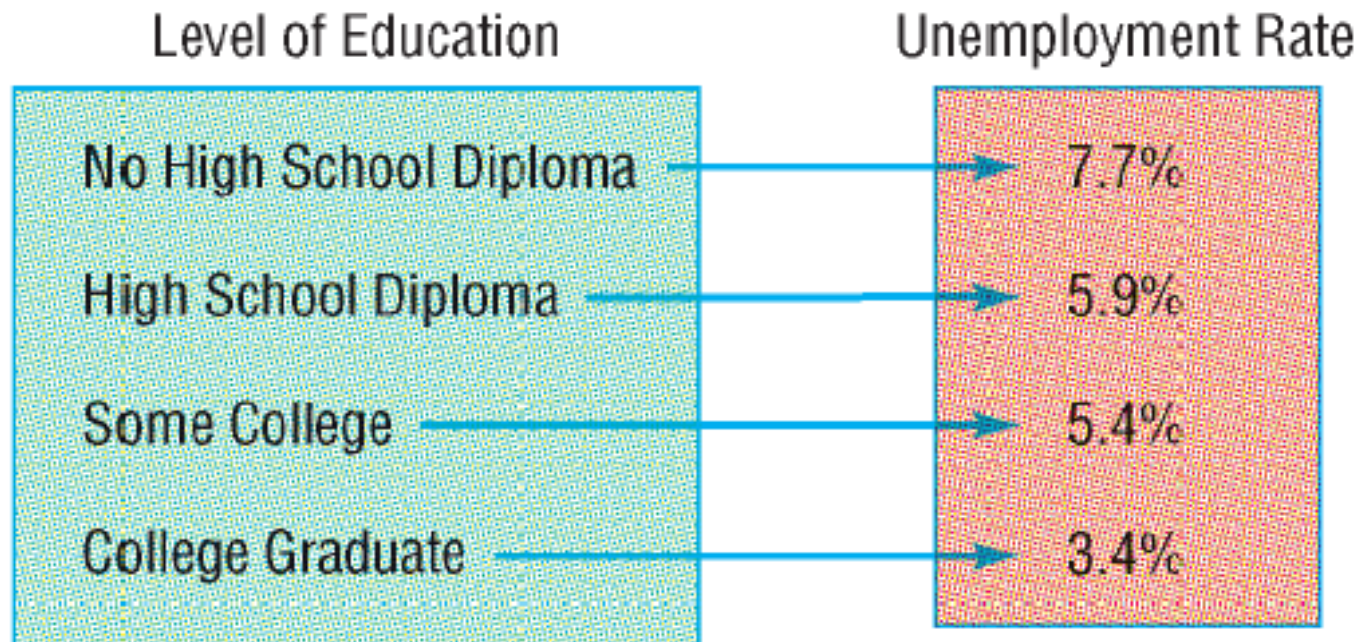 Level of Education Unemployment Rate
No High School Diploma 7.7%
High School Diploma 5.9%
Some College 5.4%
College Graduate 3.4%